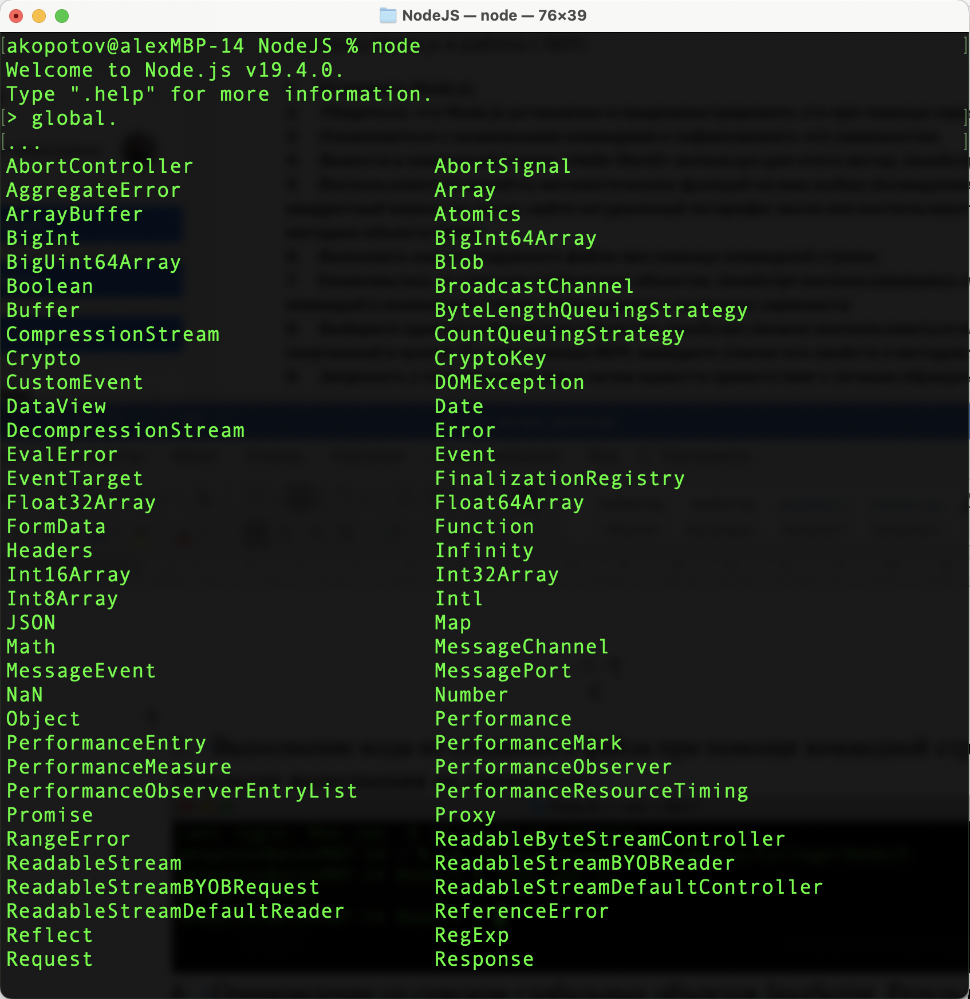 NodeJS — node — 76×39
akopotov@alexMBP-14 NodeJS % node
Welcome to Node.js v19.4.0.
Type ".help" for more information.
> global.
...
AbortController AbortSignal
AggregateError Array
ArrayBuffer Atomics
BigInt BigInt64Array
BigUint64Array Blob
Boolean BroadcastChannel
Buffer ByteLengthQueuingStrategy
CompressionStream CountQueuingStrategy
Crypto CryptoKey
CustomEvent DOMException
DataView Date
DecompressionStream Error
EvalError Event
EventTarget FinalizationRegistry
Float32Array Float64Array
FormData Function
Headers Infinity
Int16Array Int32Array
Int8Array Intl
JSON Map
Math MessageChannel
MessageEvent MessagePort
NaN Number
Object Performance
PerformanceEntry PerformanceMark
PerformanceMeasure PerformanceObserver
PerformanceObserverEntryList PerformanceResourceTiming
Promise Proxy
RangeError ReadableByteStreamController
ReadableStream ReadableStreamBYOBReader
ReadableStreamBYOBRequest ReadableStreamDefaultController
ReadableStreamDefaultReader ReferenceError
Reflect RegExp
Request Response